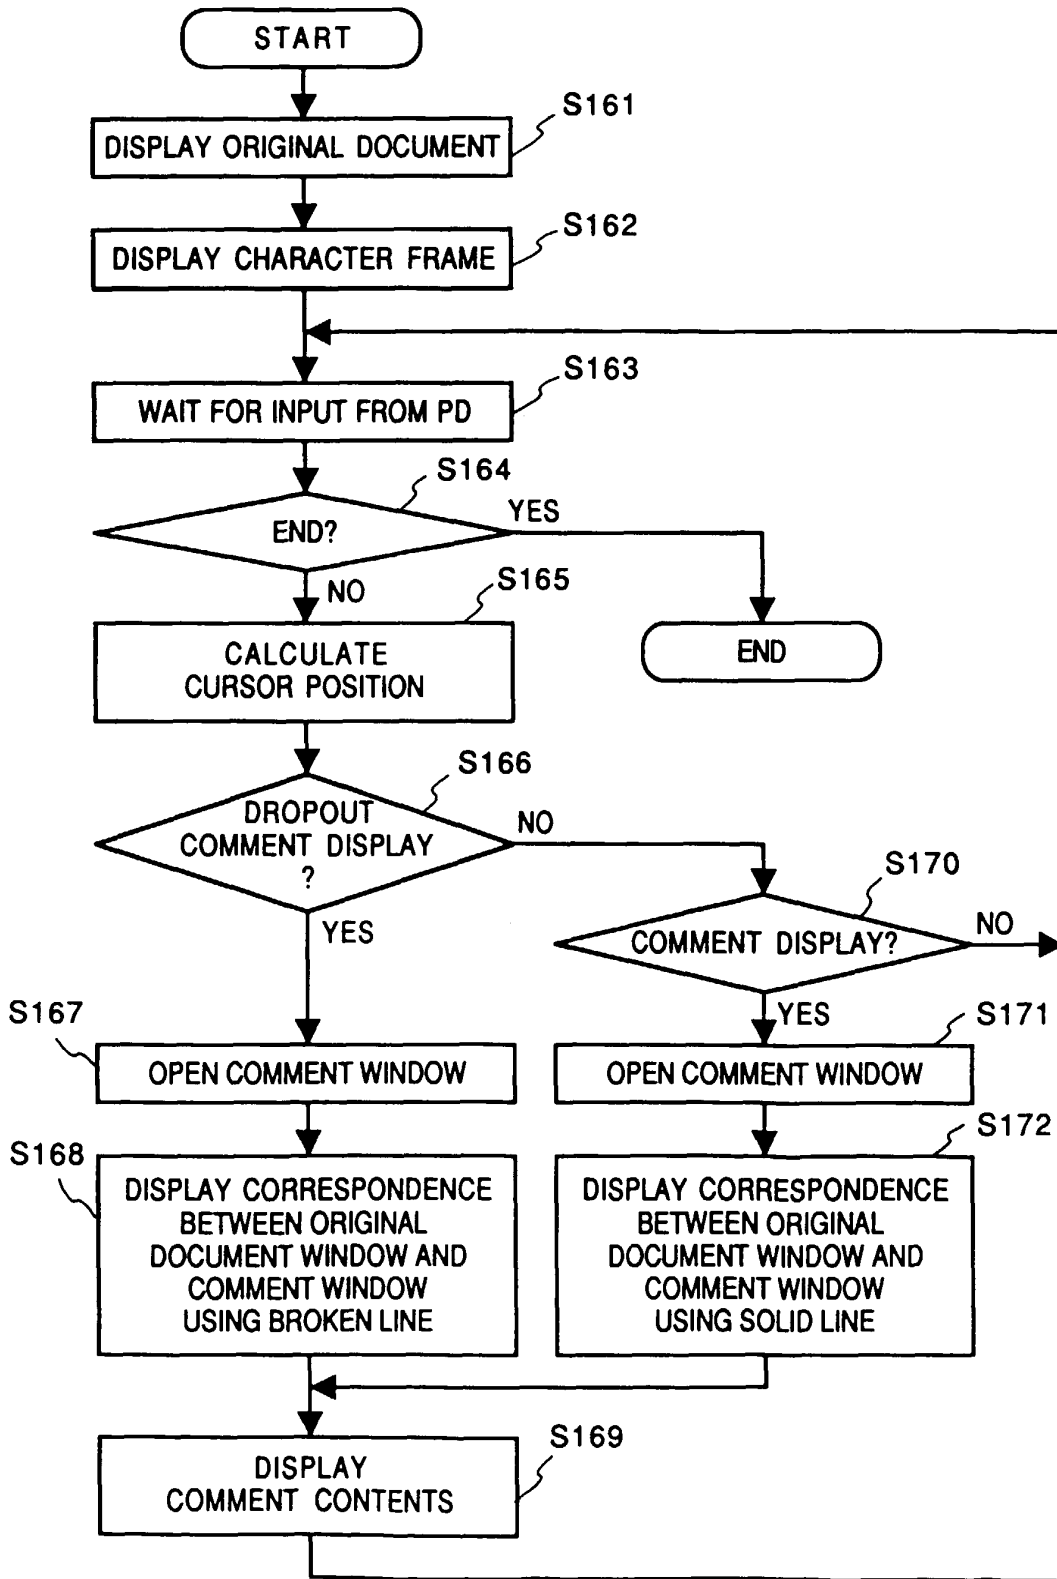 START
S161
DISPLAY ORIGINAL DOCUMENT
S162
DISPLAY CHARACTER FRAME
S163
WAIT FOR INPUT FROM PD
S164
END?
YES
NO
S165
CALCULATE
CURSOR POSITION
END
S166
DROPOUT
COMMENT DISPLAY
?
NO
YES
S170
COMMENT DISPLAY?
NO
YES
S167
OPEN COMMENT WINDOW
S171
OPEN COMMENT WINDOW
S168
DISPLAY CORRESPONDENCE
BETWEEN ORIGINAL
DOCUMENT WINDOW AND
COMMENT WINDOW
USING BROKEN LINE
S172
DISPLAY CORRESPONDENCE
BETWEEN ORIGINAL
DOCUMENT WINDOW AND
COMMENT WINDOW
USING SOLID LINE
S169
DISPLAY
COMMENT CONTENTS